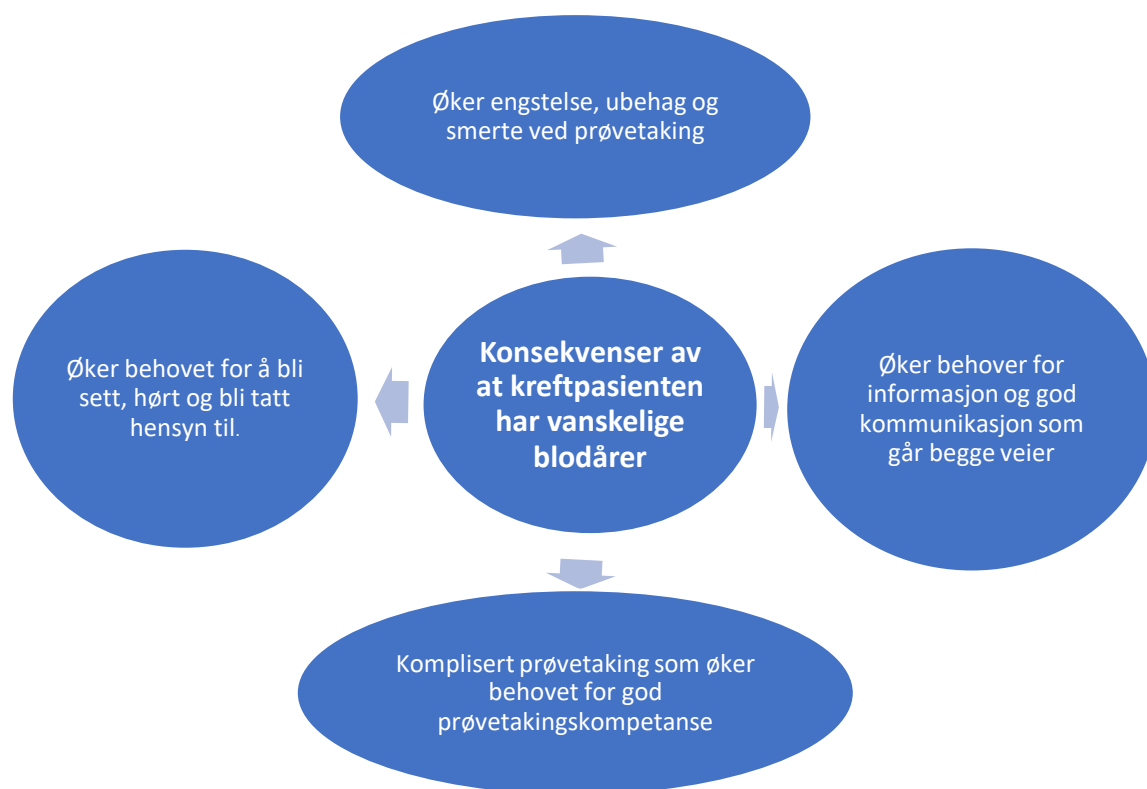 Øker engstelse, ubehag og
smerte ved prøvetaking
Øker behovet for å bli
sett, hørt og bli tatt
hensyn til.
Konsekvenser av
at kreftpasienten
har vanskelige
blodårer
Øker behover for
informasjon og god
kommunikasjon som
går begge veier
Komplisert prøvetaking som øker
behovet for god
prøvetakingskompetanse